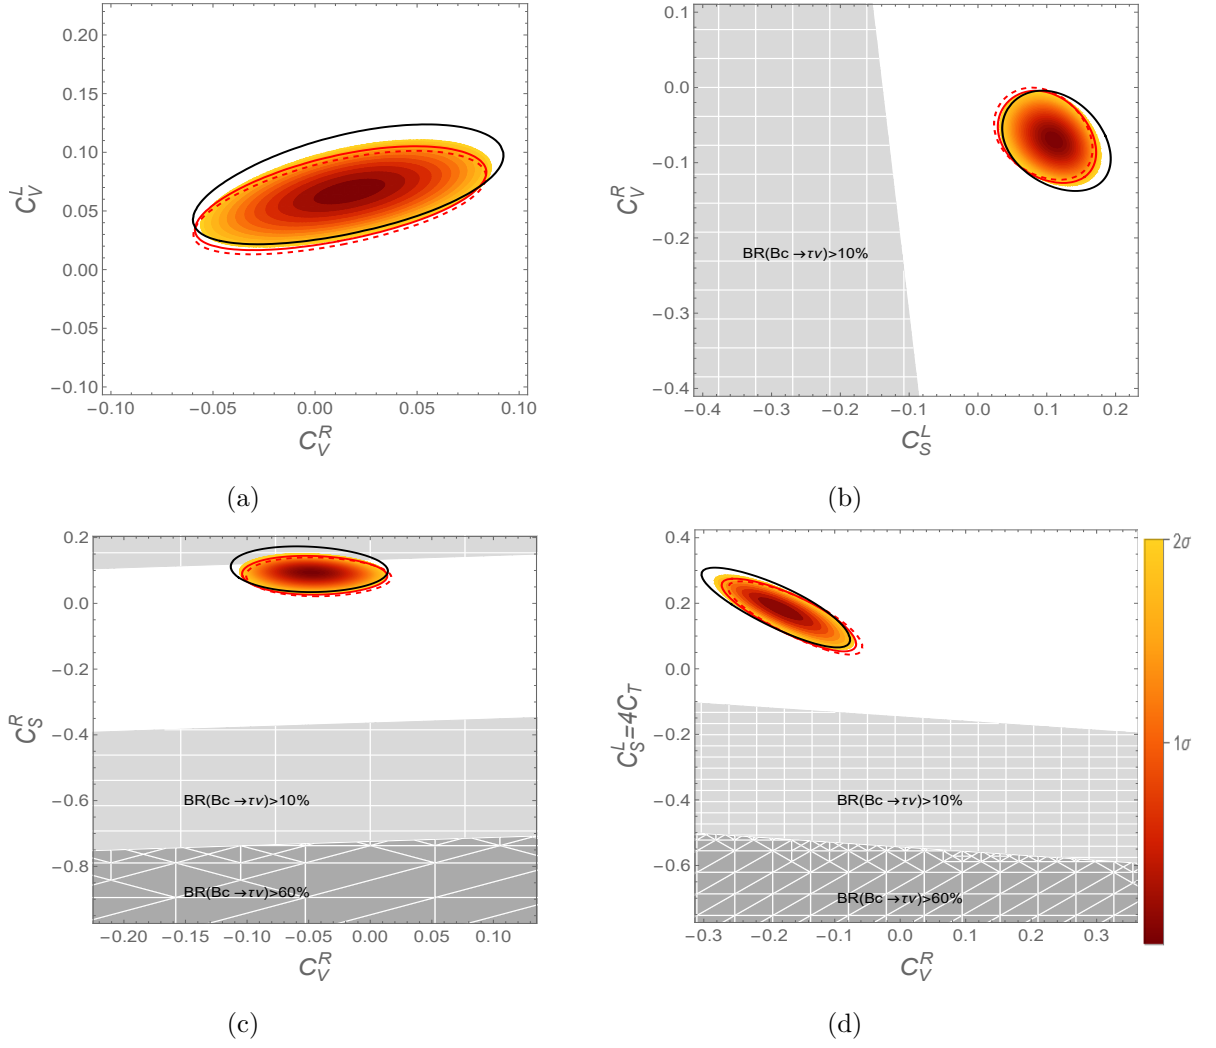 0.20
0.15
0.10
0.05
0.00
−0.05
−0.10
C_V^L
−0.10 −0.05 0.00 0.05 0.10
C_V^R
(a)
0.1
0.0
−0.1
−0.2
−0.3
−0.4
C_V^R
BR(Bc →τν)>10%
−0.4 −0.3 −0.2 −0.1 0.0 0.1 0.2
C_S^L
(b)
0.2
0.0
−0.2
−0.4
−0.6
−0.8
C_S^R
BR(Bc →τν)>10%
BR(Bc →τν)>60%
−0.20 −0.15 −0.10 −0.05 0.00 0.05 0.10
C_V^R
(c)
0.4
0.2
0.0
−0.2
−0.4
−0.6
C_S^L=4C_T
BR(Bc →τν)>10%
BR(Bc →τν)>60%
−0.3 −0.2 −0.1 0.0 0.1 0.2 0.3
C_V^R
2σ
1σ
(d)